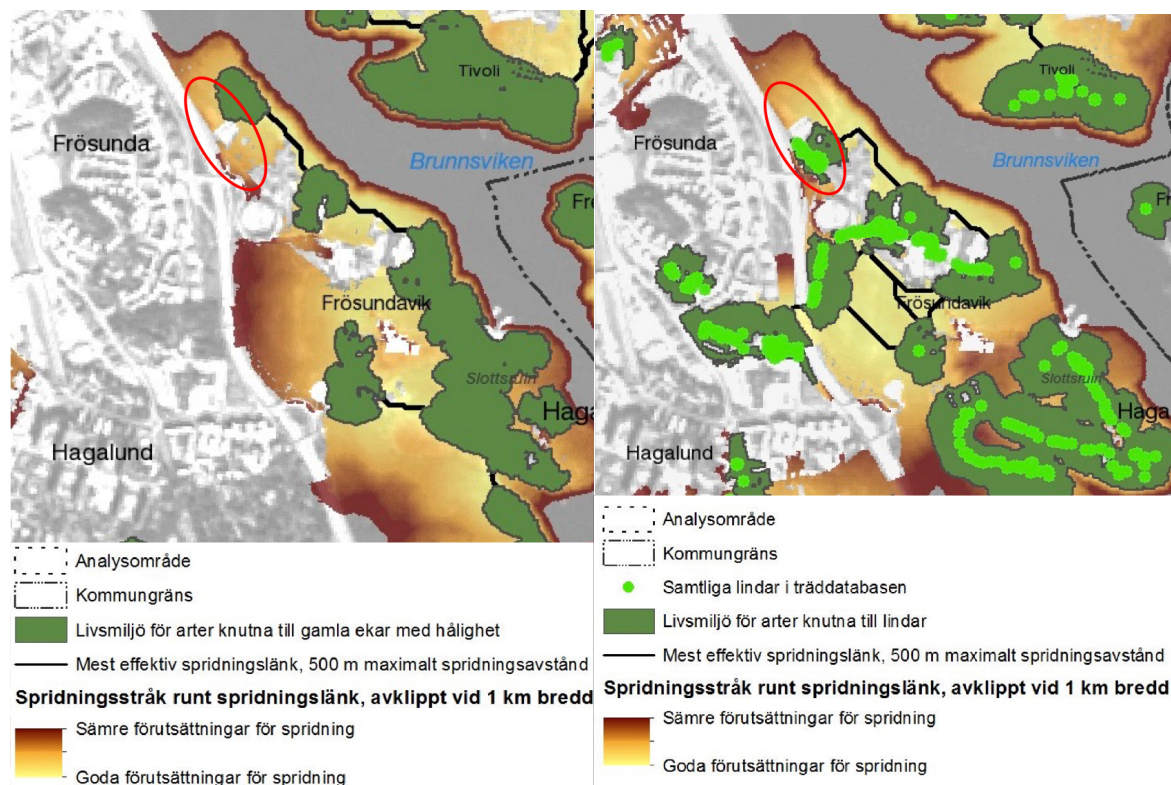 Tivoli
Frösunda
Brunnsviken
Fre
Frösundavik
Slottsruin
Haga
Hagalund
Analysområde
Kommungräns
Livsmiljö för arter knutna till gamla ekar med hålighet
Mest effektiv spridningslänk, 500 m maximalt spridningsavstånd
Spridningsstråk runt spridningslänk, avklippt vid 1 km bredd
Sämre förutsättningar för spridning
Goda förutsättningar för spridning
Tivoli
Frösunda
Brunnsviken
Fr
Frösundavik
Slottsruin
Haga
Hagalund
Analysområde
Kommungräns
Samtliga lindar i träddatabasen
Livsmiljö för arter knutna till lindar
Mest effektiv spridningslänk, 500 m maximalt spridningsavstånd
Spridningsstråk runt spridningslänk, avklippt vid 1 km bredd
Sämre förutsättningar för spridning
Goda förutsättningar för spridning